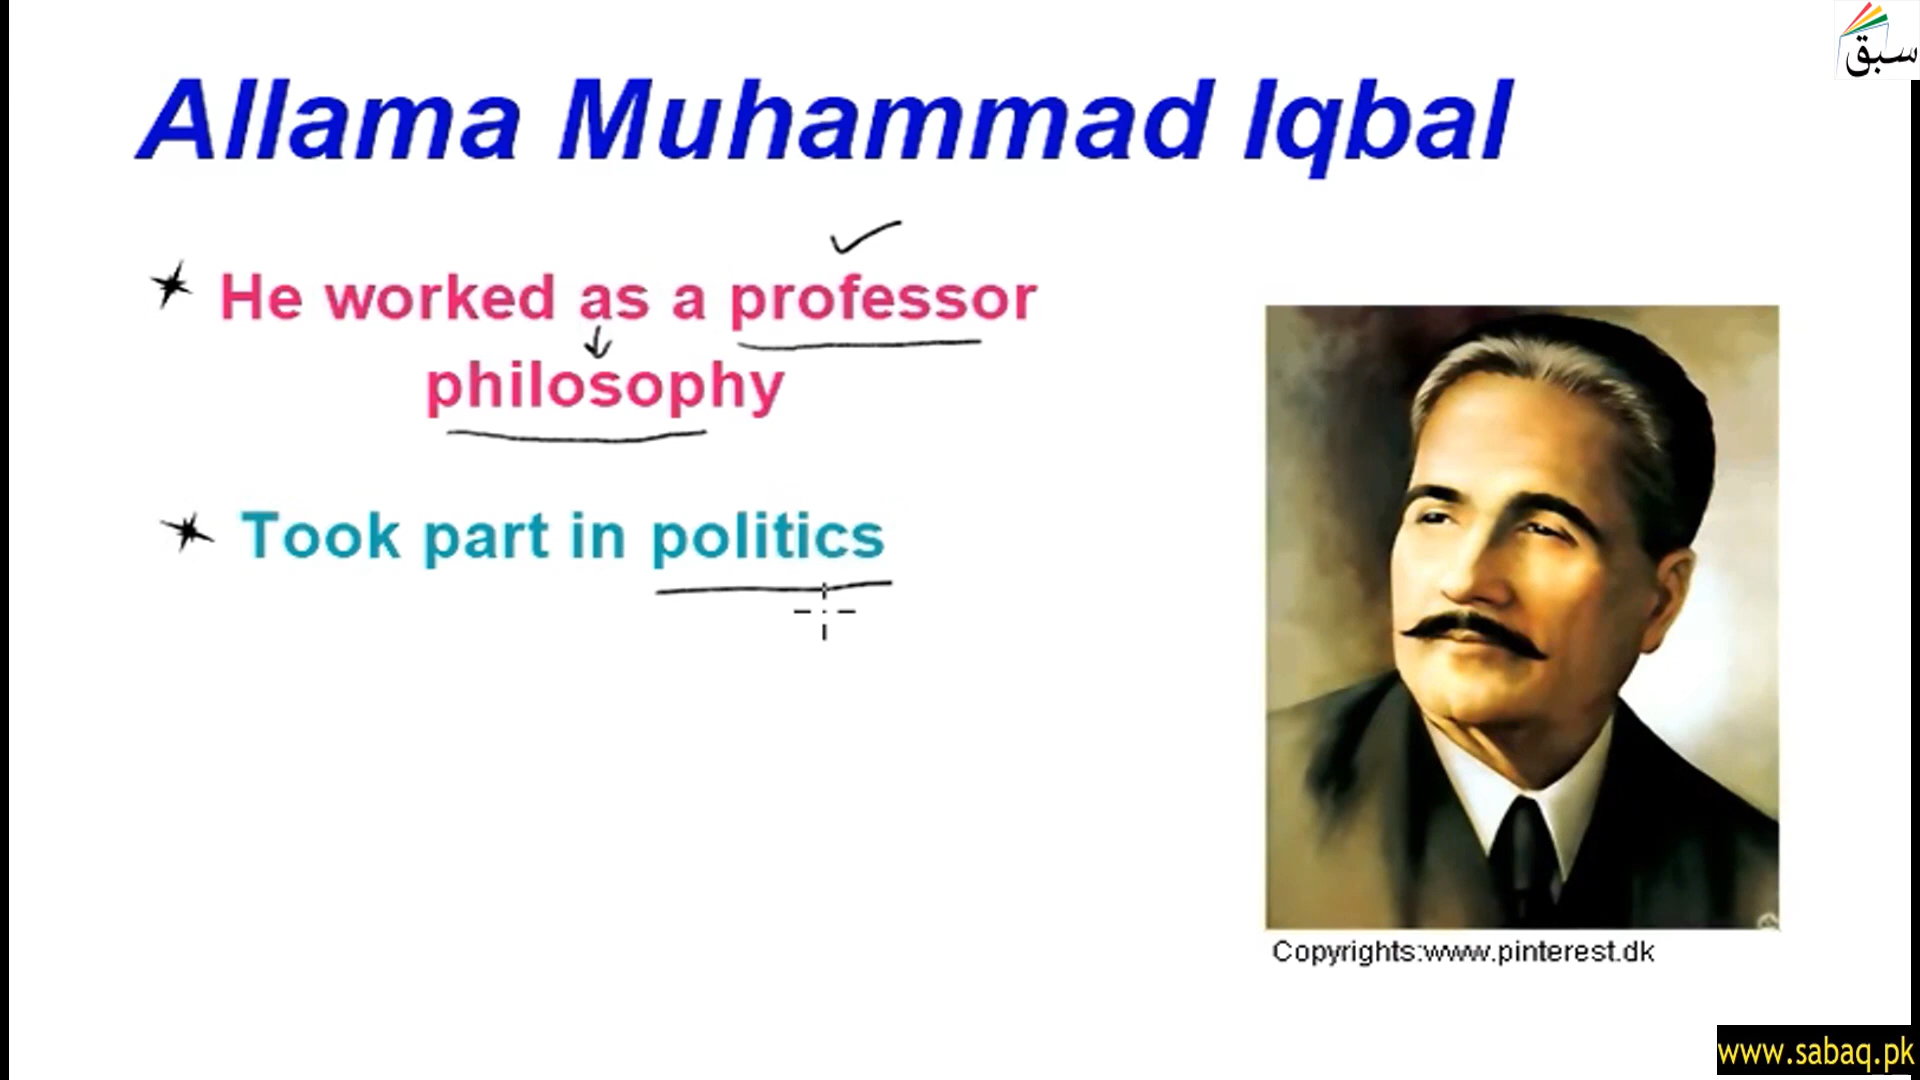 سبق
Allama Muhammad Iqbal
He worked as a professor
philosophy
Took part in politics
Copyrights:www.pinterest.dk
www.sabaq.pk